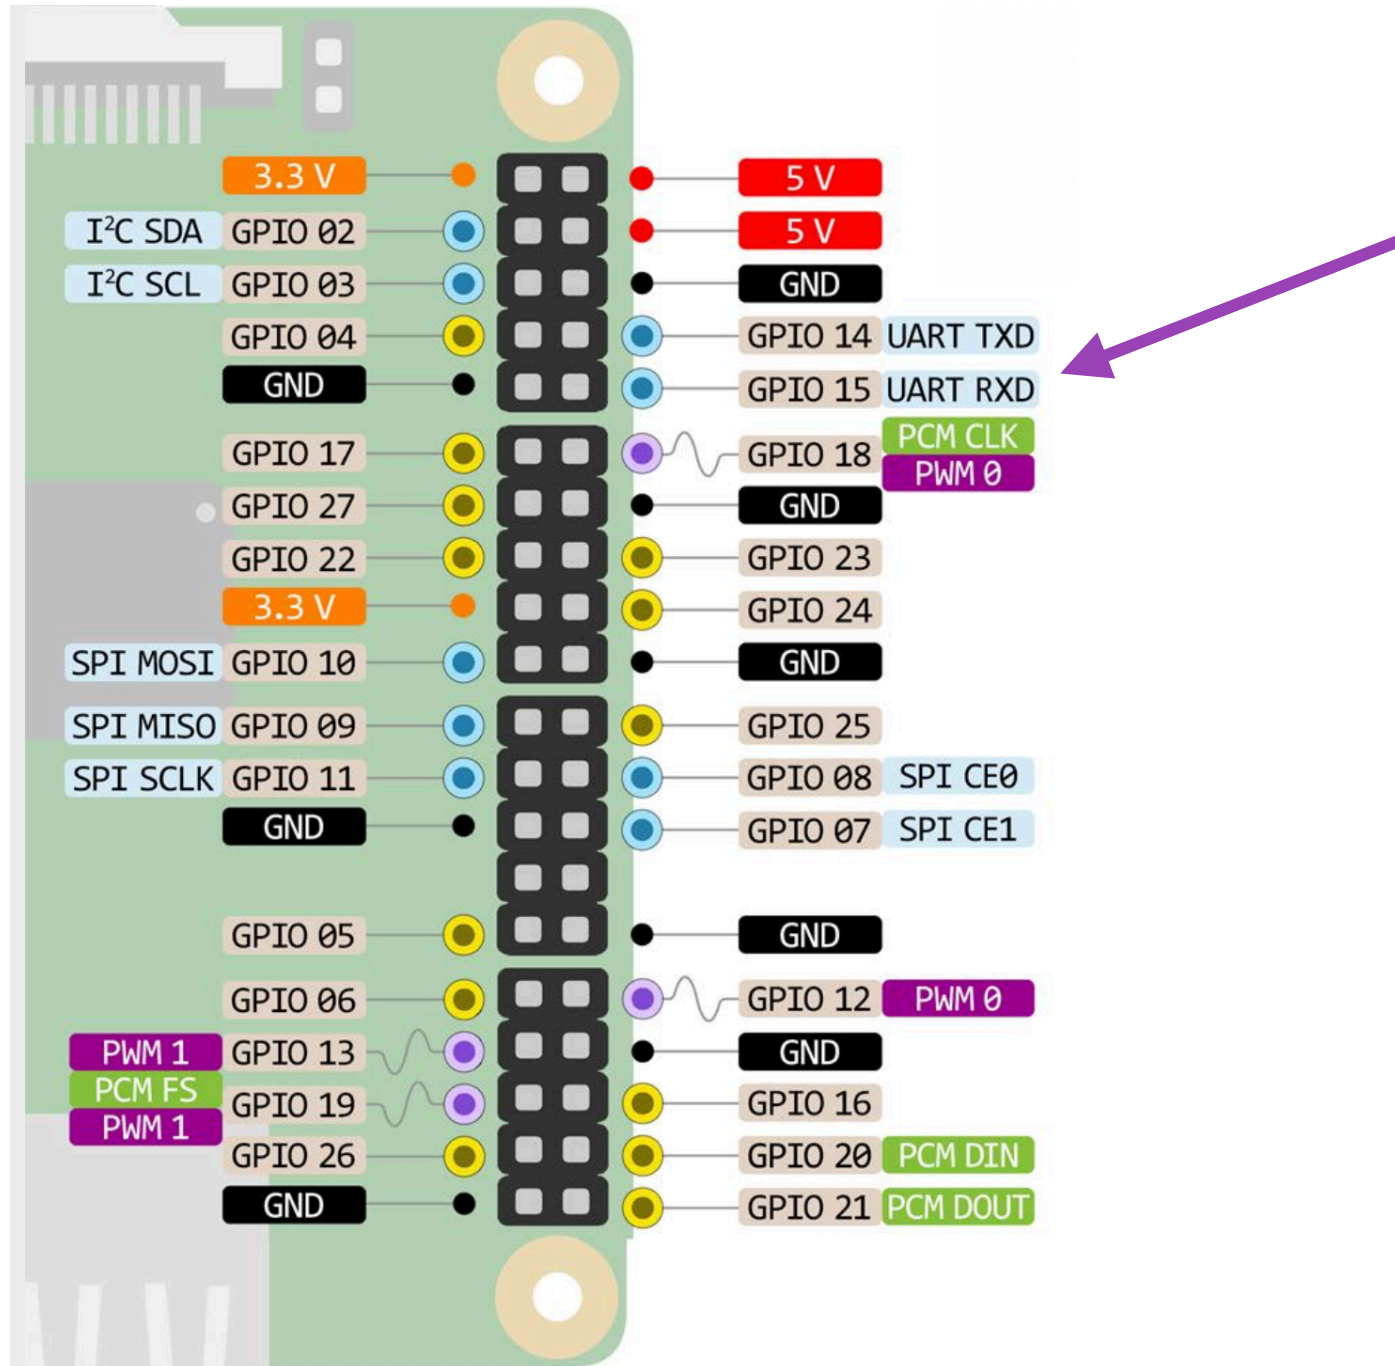 3.3 V 5 V
I²C SDA GPIO 02 5 V
I²C SCL GPIO 03 GND
GPIO 04 GPIO 14 UART TXD
GND GPIO 15 UART RXD
GPIO 17 GPIO 18 PCM CLK
PWM 0
GPIO 27 GND
GPIO 22 GPIO 23
3.3 V GPIO 24
SPI MOSI GPIO 10 GND
SPI MISO GPIO 09 GPIO 25
SPI SCLK GPIO 11 GPIO 08 SPI CE0
GND GPIO 07 SPI CE1
GPIO 05 GND
GPIO 06 GPIO 12 PWM 0
PWM 1 GPIO 13 GND
PCM FS GPIO 19 GPIO 16
PWM 1
GPIO 26 GPIO 20 PCM DIN
GND GPIO 21 PCM DOUT